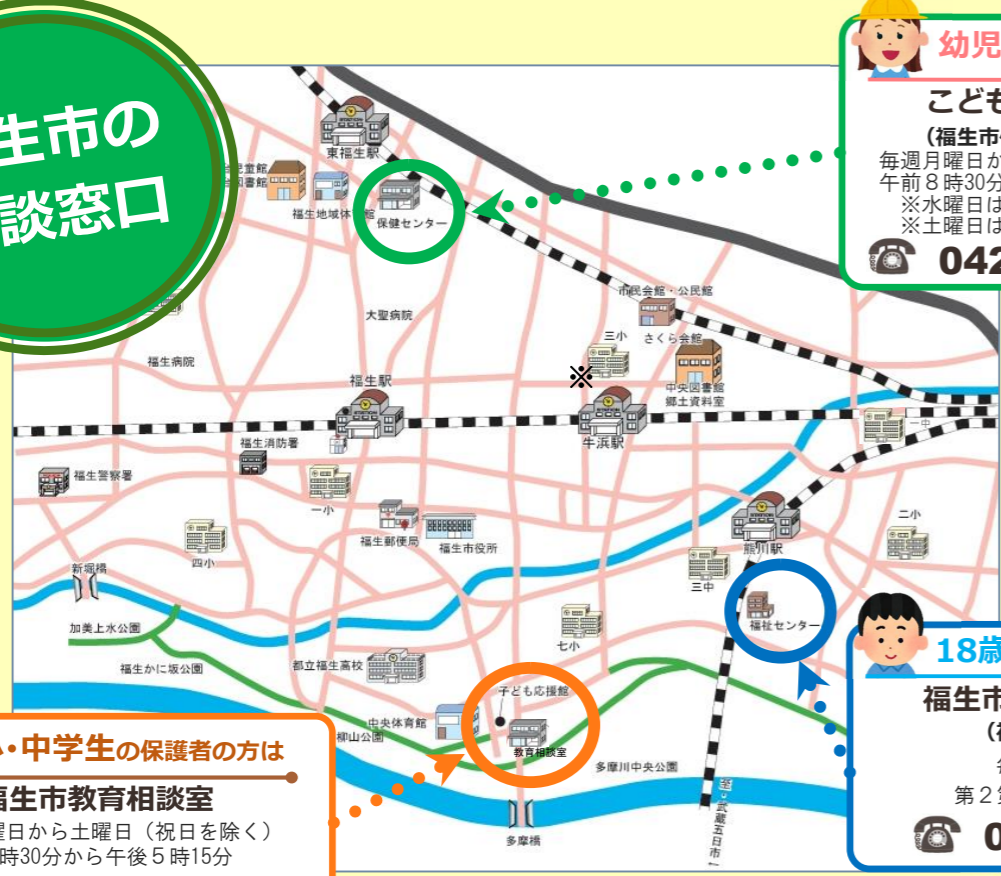 生市の
談窓口
幼児
こども
(福生市
毎週月曜日か
午前8時30分
※水曜日は
※土曜日は
042
東福生駅
児童館
図書館
福生地域体 館
保健センター
市民会館・公民館
大聖病院
三小
さくら会館
福生病院
福生駅
※
中央図書館
郷土資料室
牛浜駅
一中
福生消防署
福生警察署
一小
二小
福生郵便局
福生市役所
熊川駅
四小
新堀橋
三中
加美上水公園
福祉センター
七小
福生かに坂公園
都立福生高校
子ども応援館
中央体育館
柳山公園
教育相談室
多摩川中央公園
多摩橋
至・武蔵五日市
・中学生の保護者の方は
福生市教育相談室
曜日から土曜日(祝日を除く)
時30分から午後5時15分
18歳
福生市
第2
0